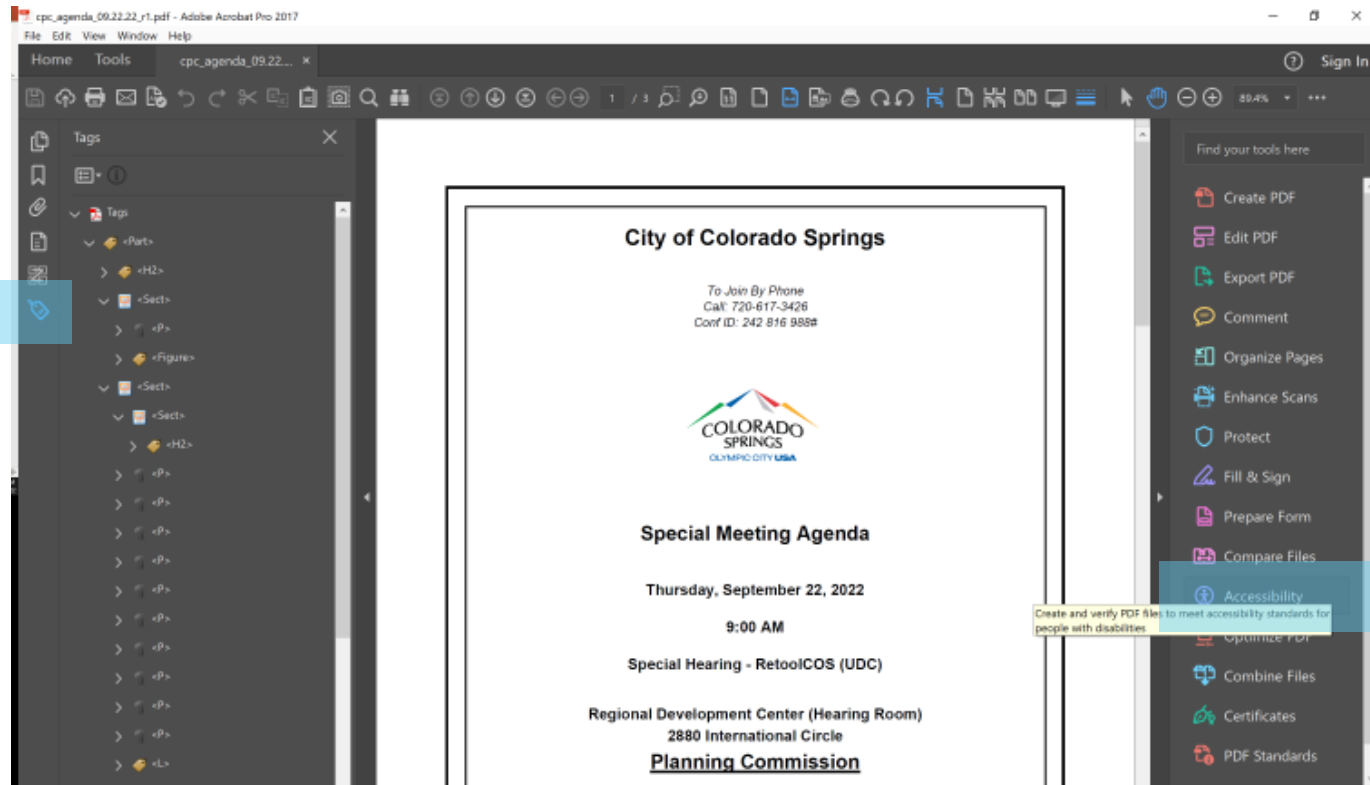 cpc_agenda_09.22.22_r1.pdf - Adobe Acrobat Pro 2017
File Edit View Window Help
Home Tools cpc_agenda_09.22.... × ? Sign In
1 / 3 89.4%
Tags
Tags
<Part>
<H2>
<Sect>
<P>
<Figure>
<Sect>
<Sect>
<H2>
<P>
<P>
<P>
<P>
<P>
<P>
<P>
<P>
<P>
<P>
<L>
City of Colorado Springs
To Join By Phone
Call: 720-617-3426
Conf ID: 242 816 988#
COLORADO
SPRINGS
OLYMPIC CITY USA
Special Meeting Agenda
Thursday, September 22, 2022
9:00 AM
Special Hearing - RetoolCOS (UDC)
Regional Development Center (Hearing Room)
2880 International Circle
Planning Commission
Find your tools here
Create PDF
Edit PDF
Export PDF
Comment
Organize Pages
Enhance Scans
Protect
Fill & Sign
Prepare Form
Compare Files
Accessibility
Create and verify PDF files to meet accessibility standards for
people with disabilities
Optimize PDF
Combine Files
Certificates
PDF Standards